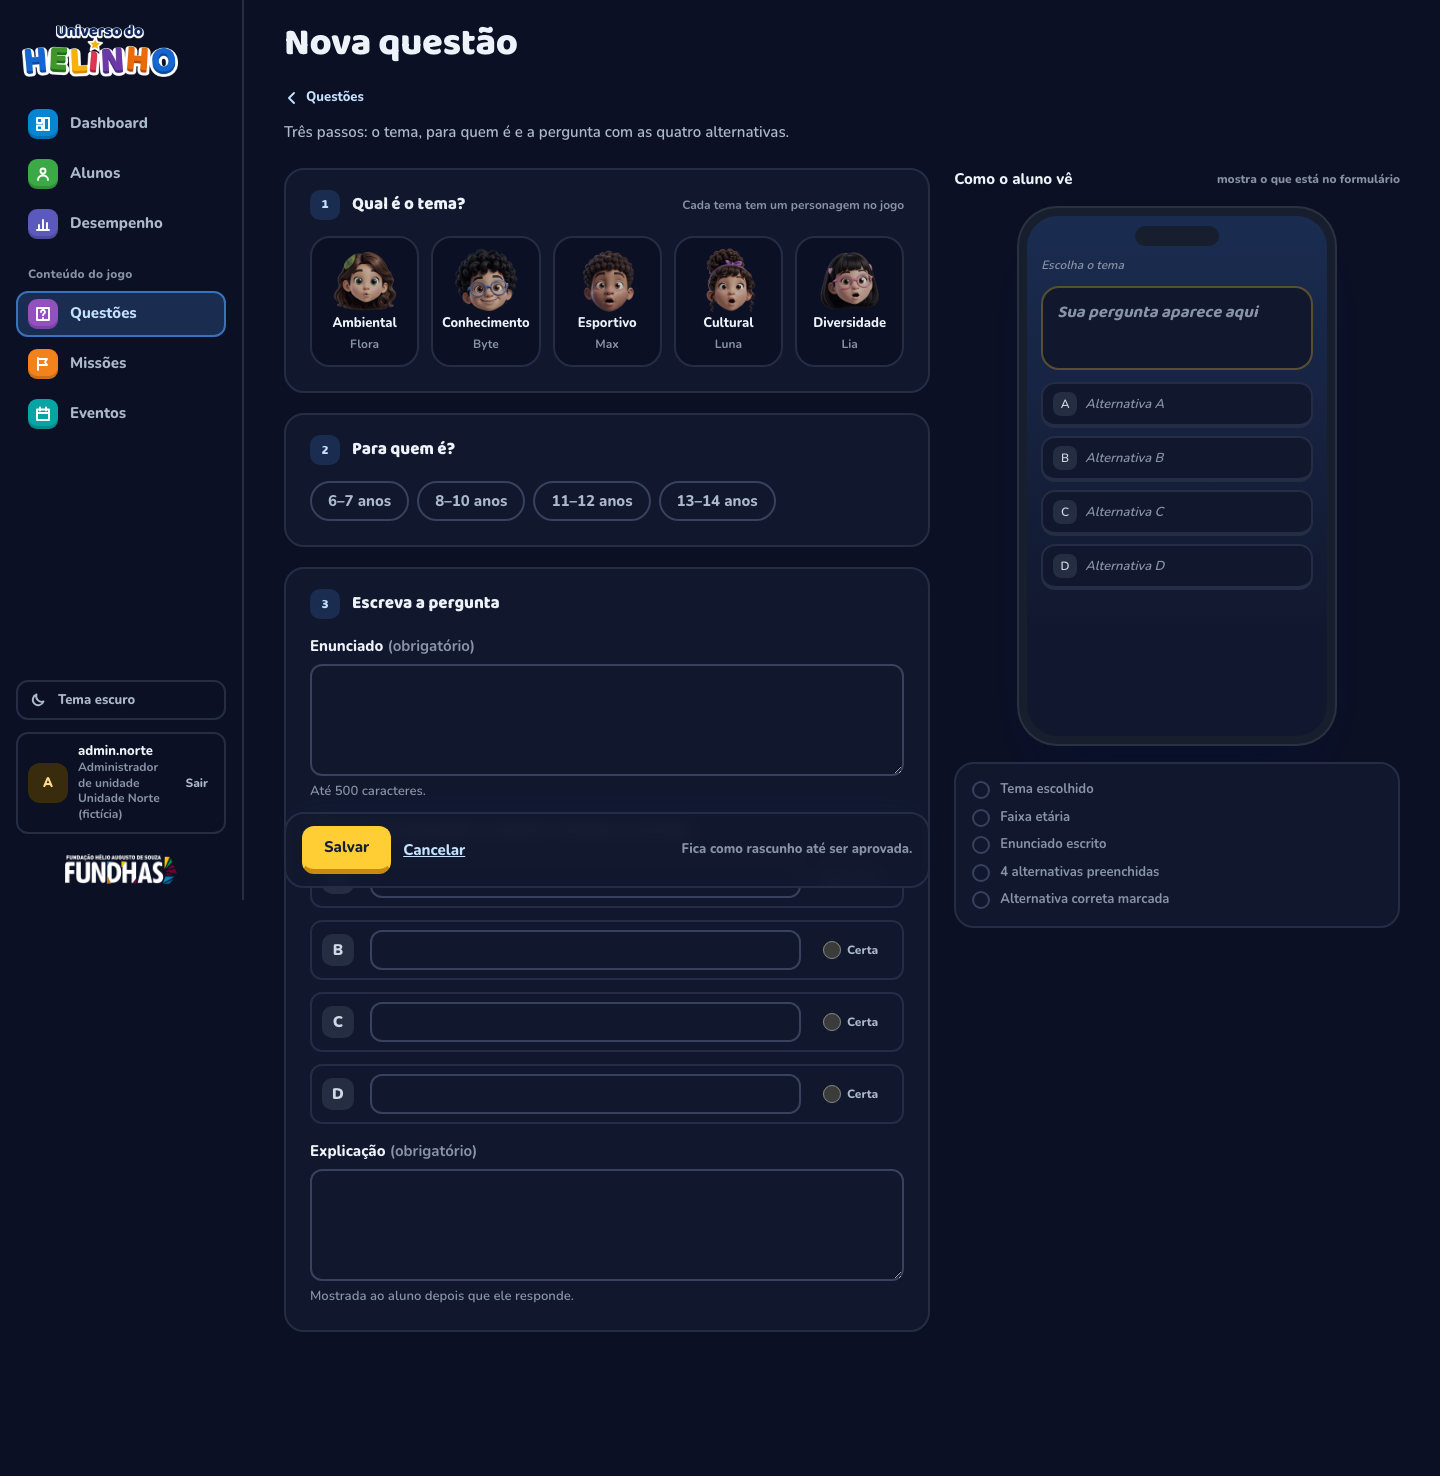 Universo do
HELINHO
Dashboard
Alunos
Desempenho
Conteúdo do jogo
Questões
Missões
Eventos
Tema escuro
A
admin.norte
Administrador
de unidade
Unidade Norte
(fictícia)
Sair
FUNDAÇÃO HÉLIO AUGUSTO DE SOUZA
FUNDHAS
Nova questão
Questões
Três passos: o tema, para quem é e a pergunta com as quatro alternativas.
1 Qual é o tema? Cada tema tem um personagem no jogo
Ambiental Conhecimento Esportivo Cultural Diversidade
Flora Byte Max Luna Lia
2 Para quem é?
6–7 anos 8–10 anos 11–12 anos 13–14 anos
3 Escreva a pergunta
Enunciado (obrigatório)
Até 500 caracteres.
Salvar Cancelar Fica como rascunho até ser aprovada.
B Certa
C Certa
D Certa
Explicação (obrigatório)
Mostrada ao aluno depois que ele responde.
Como o aluno vê mostra o que está no formulário
Escolha o tema
Sua pergunta aparece aqui
A Alternativa A
B Alternativa B
C Alternativa C
D Alternativa D
Tema escolhido
Faixa etária
Enunciado escrito
4 alternativas preenchidas
Alternativa correta marcada